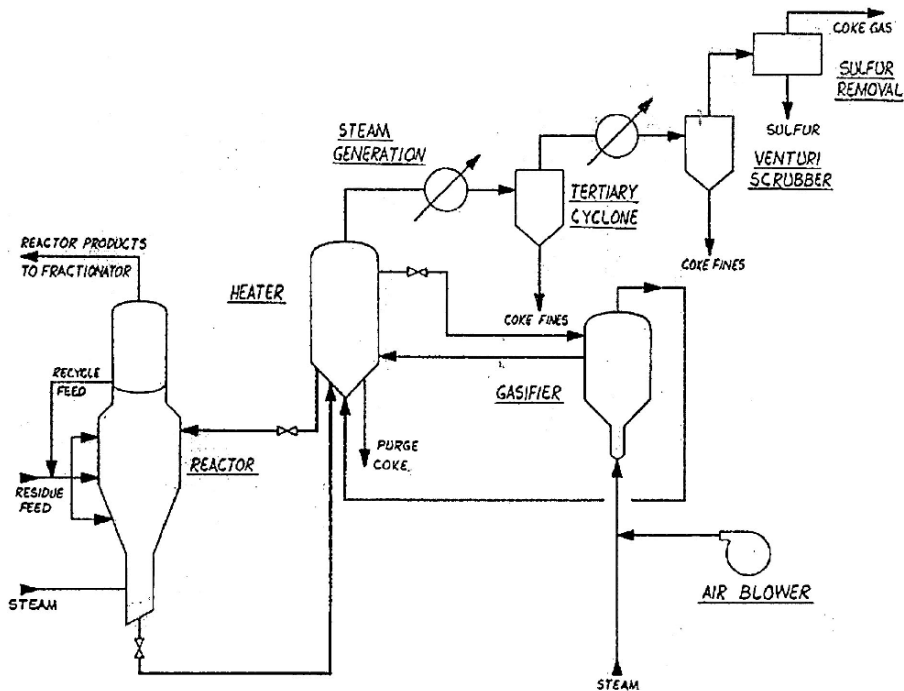 COKE GAS
SULFUR
REMOVAL
SULFUR
VENTURI
SCRUBBER
STEAM
GENERATION
TERTIARY
CYCLONE
COKE FINES
REACTOR PRODUCTS
TO FRACTIONATOR
HEATER
COKE FINES
RECYCLE
FEED
GASIFIER
PURGE
COKE
REACTOR
RESIDUE
FEED
STEAM
AIR BLOWER
STEAM